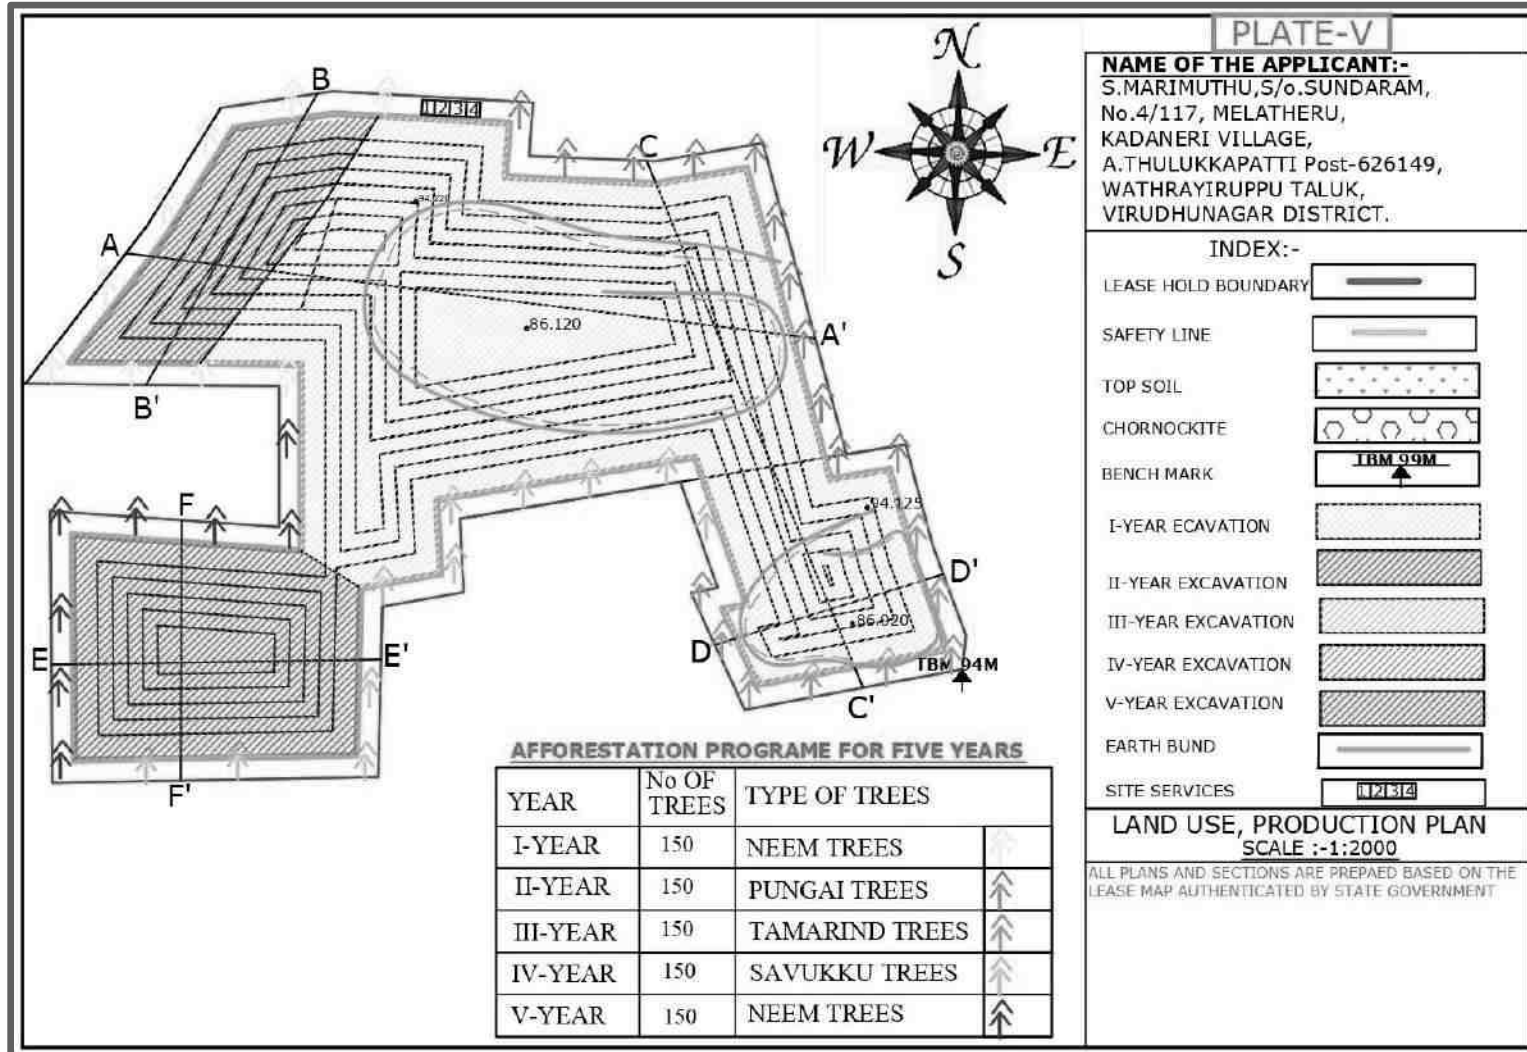 PLATE-V
NAME OF THE APPLICANT:-
S.MARIMUTHU,S/o.SUNDARAM,
No.4/117, MELATHERU,
KADANERI VILLAGE,
A.THULUKKAPATTI Post-626149,
WATHRAYIRUPPU TALUK,
VIRUDHUNAGAR DISTRICT.
INDEX:-
LEASE HOLD BOUNDARY
SAFETY LINE
TOP SOIL
CHORNOCKITE
BENCH MARK
TBM 99M
I-YEAR ECAVATION
II-YEAR EXCAVATION
III-YEAR EXCAVATION
IV-YEAR EXCAVATION
V-YEAR EXCAVATION
EARTH BUND
SITE SERVICES
1 2 3 4
LAND USE, PRODUCTION PLAN
SCALE :-1:2000
ALL PLANS AND SECTIONS ARE PREPAED BASED ON THE
LEASE MAP AUTHENTICATED BY STATE GOVERNMENT
N
W E
S
B
1 2 3 4
C
A
86.120
A'
B'
94.125
F
D'
86.020
E E'
D
TBM 94M
C'
F'
AFFORESTATION PROGRAME FOR FIVE YEARS
YEAR No OF TREES TYPE OF TREES
I-YEAR 150 NEEM TREES
II-YEAR 150 PUNGAI TREES
III-YEAR 150 TAMARIND TREES
IV-YEAR 150 SAVUKKU TREES
V-YEAR 150 NEEM TREES